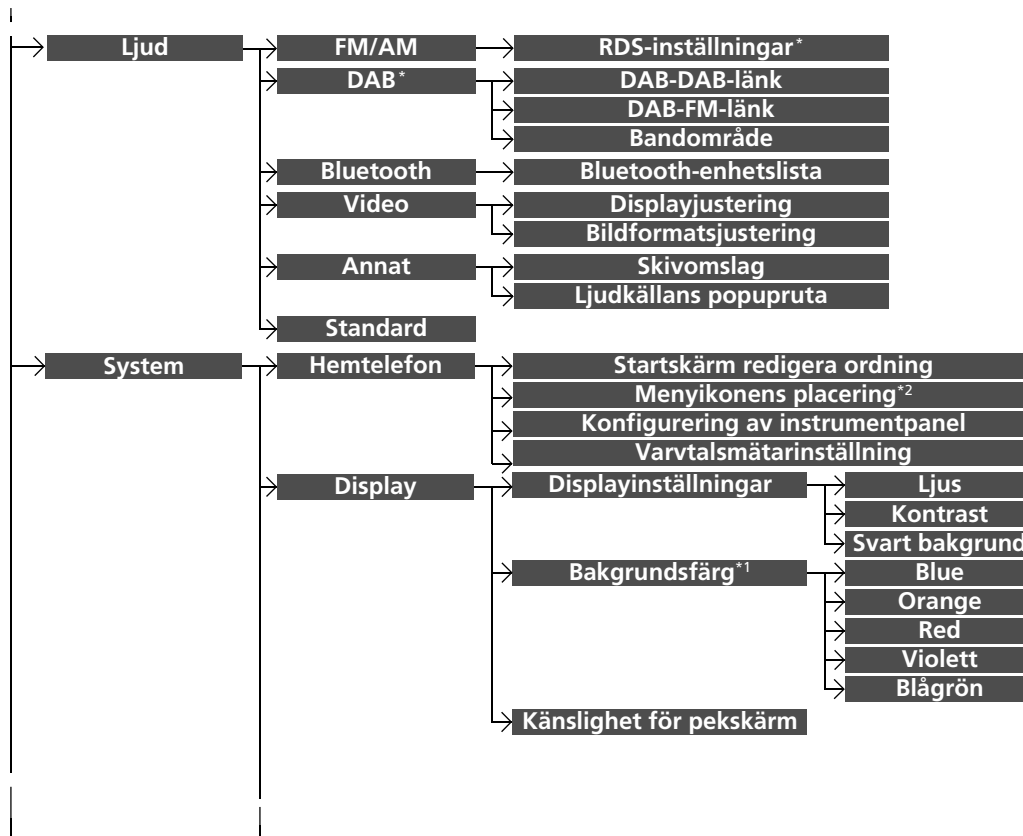 Ljud
FM/AM
RDS-inställningar*
DAB*
DAB-DAB-länk
DAB-FM-länk
Bandområde
Bluetooth
Bluetooth-enhetslista
Video
Displayjustering
Bildformatsjustering
Annat
Skivomslag
Ljudkällans popupruta
Standard
System
Hemtelefon
Startskärm redigera ordning
Menyikonens placering*2
Konfigurering av instrumentpanel
Varvtalsmätarinställning
Display
Displayinställningar
Ljus
Kontrast
Svart bakgrund
Bakgrundsfärg*1
Blue
Orange
Red
Violett
Blågrön
Känslighet för pekskärm